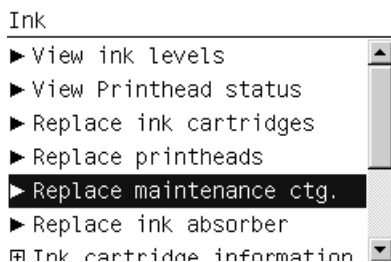 Ink
View ink levels
View Printhead status
Replace ink cartridges
Replace printheads
Replace maintenance ctg.
Replace ink absorber
Ink cartridge information